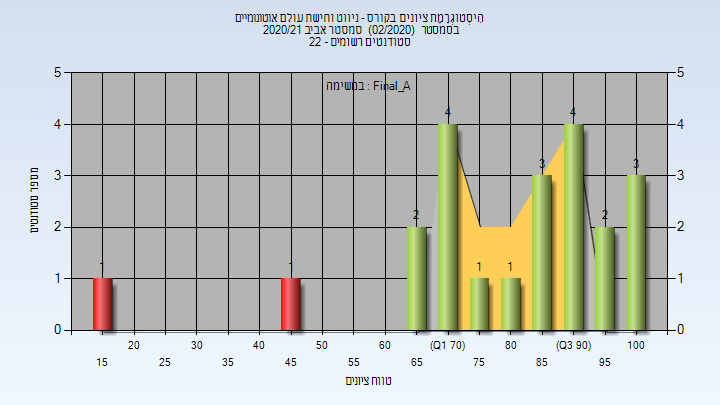 היסטוגרמת ציונים בקורס - ניווט וחישת עולם אוטונומיים
בסמסטר (02/2020) סמסטר אביב 2020/21
סטודנטים רשומים - 22
במשימה : Final_A
מספר סטודנטים
5
4
3
2
1
0
5
4
3
2
1
0
1
1
2
4
1
1
3
4
2
3
20 30 40 50 60 (Q1 70) 80 (Q3 90) 100
15 25 35 45 55 65 75 85 95
טווח ציונים